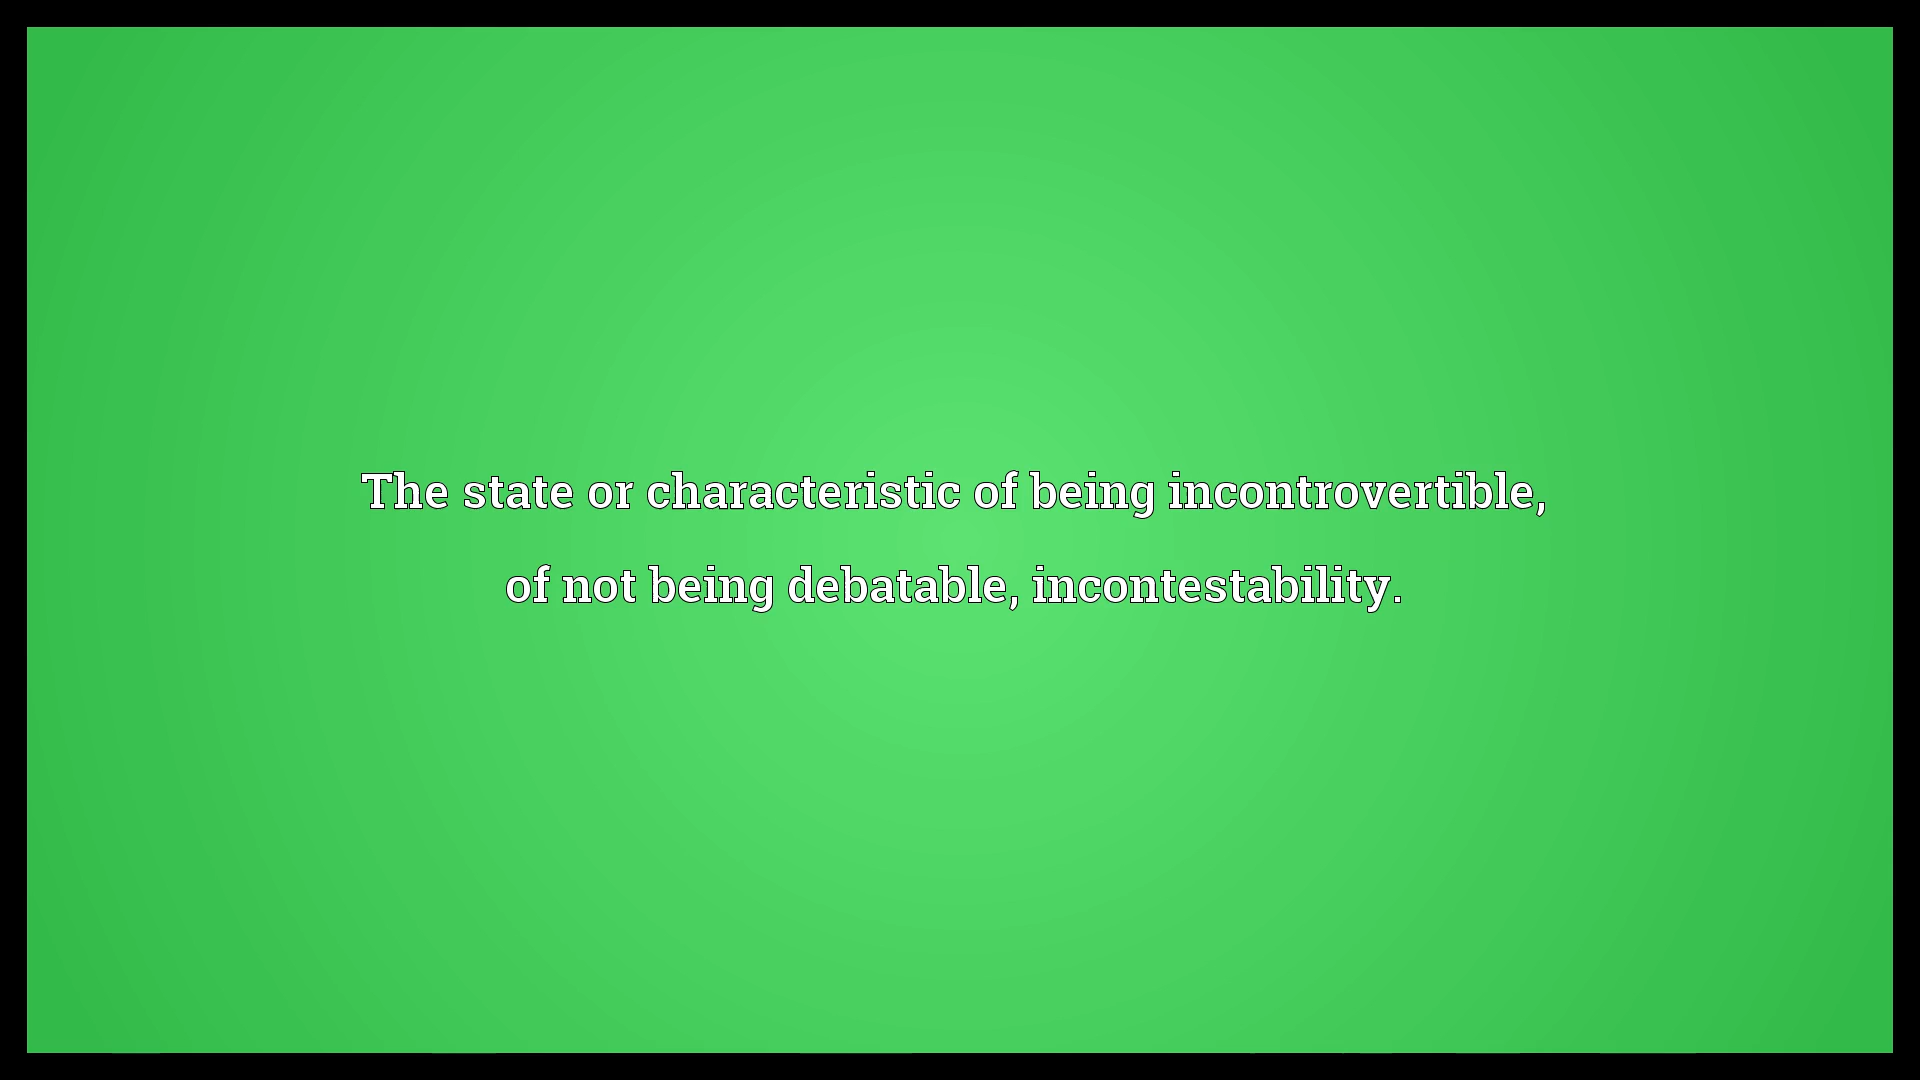 The state or characteristic of being incontrovertible,
of not being debatable, incontestability.